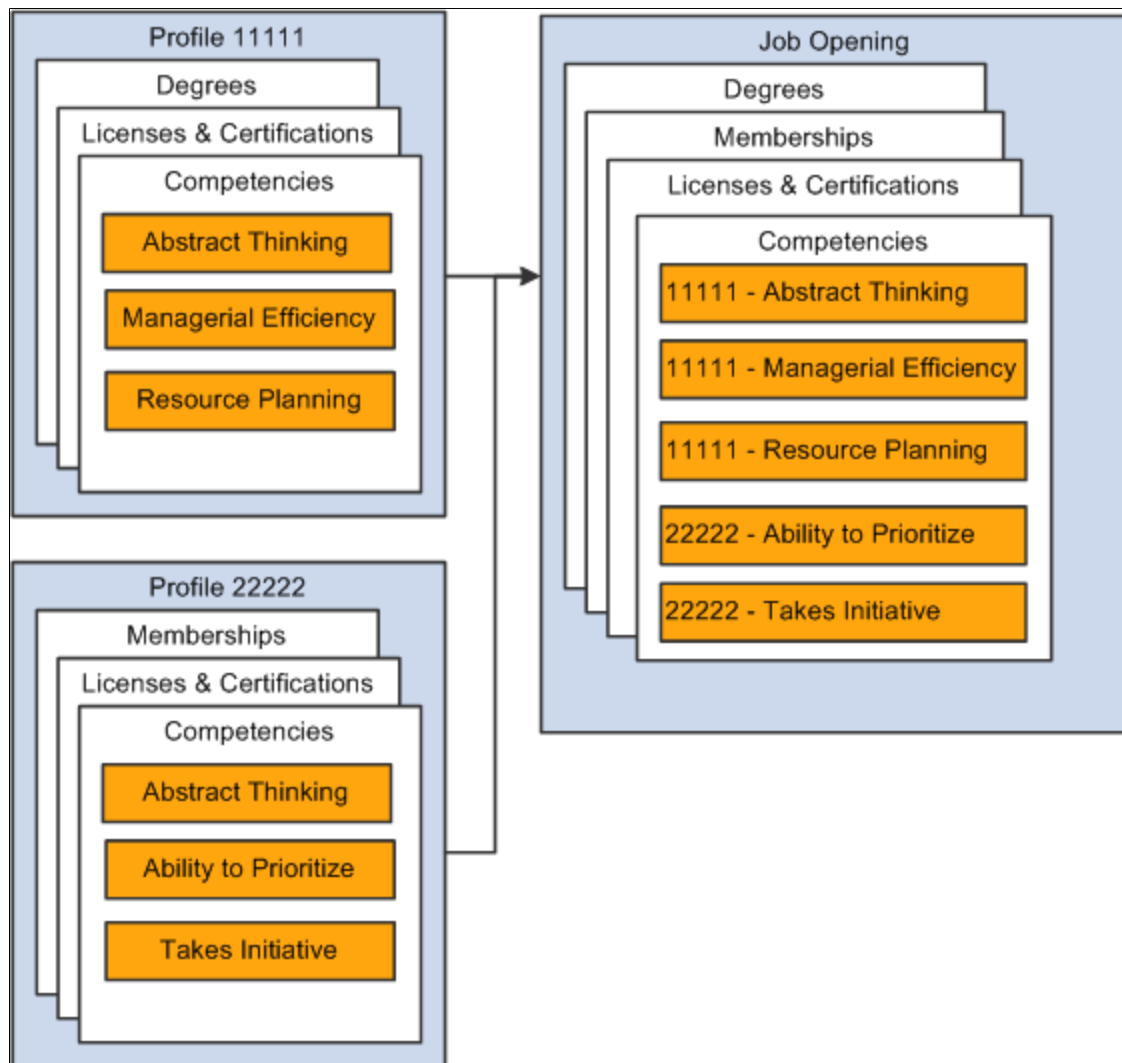 Profile 11111
Degrees
Licenses & Certifications
Competencies
Abstract Thinking
Managerial Efficiency
Resource Planning
Profile 22222
Memberships
Licenses & Certifications
Competencies
Abstract Thinking
Ability to Prioritize
Takes Initiative
Job Opening
Degrees
Memberships
Licenses & Certifications
Competencies
11111 - Abstract Thinking
11111 - Managerial Efficiency
11111 - Resource Planning
22222 - Ability to Prioritize
22222 - Takes Initiative